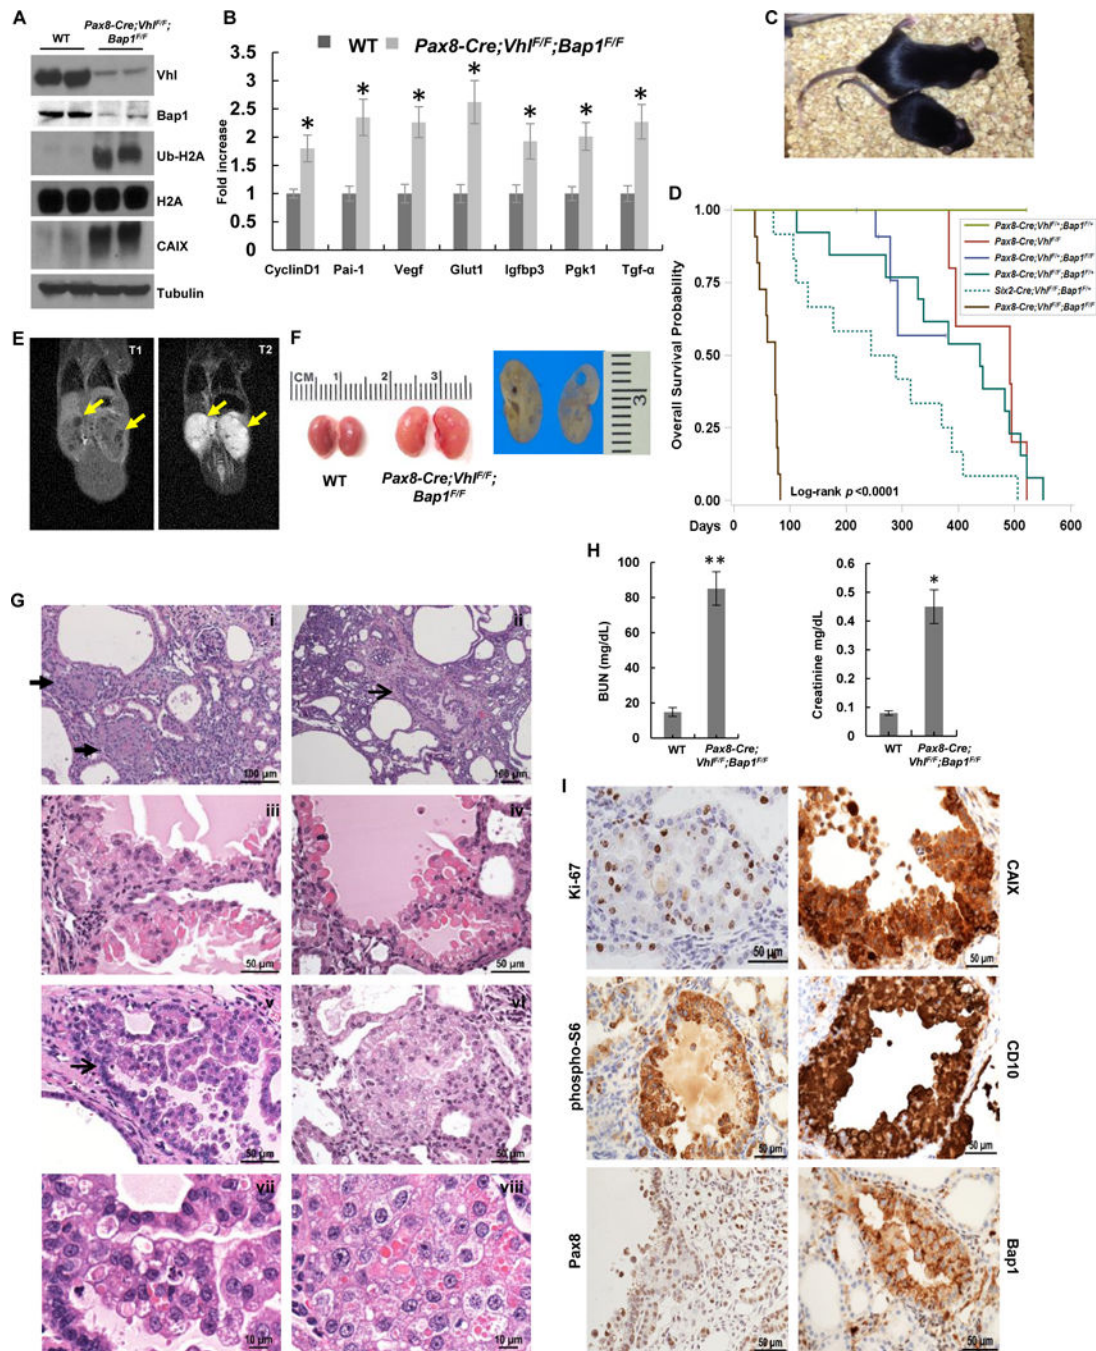 A
WT
Pax8-Cre;Vhl^F/F;
Bap1^F/F
Vhl
Bap1
Ub-H2A
H2A
CAIX
Tubulin
B
WT
Pax8-Cre;Vhl^F/F;Bap1^F/F
Fold increase
3.5
3
2.5
2
1.5
1
0.5
0
* * * * * * *
CyclinD1 Pai-1 Vegf Glut1 Igfbp3 Pgk1 Tgf-α
C
D
Overall Survival Probability
1.00
0.75
0.50
0.25
0.00
Pax8-Cre;Vhl^F/+;Bap1^F/+
Pax8-Cre;Vhl^F/F
Pax8-Cre;Vhl^F/+;Bap1^F/F
Pax8-Cre;Vhl^F/F;Bap1^F/+
Six2-Cre;Vhl^F/F;Bap1^F/+
Pax8-Cre;Vhl^F/F;Bap1^F/F
Log-rank p<0.0001
Days 0 100 200 300 400 500 600
E
T1
T2
F
CM 1 2 3
WT
Pax8-Cre;Vhl^F/F;
Bap1^F/F
3
G
i
100 μm
ii
100 μm
iii
50 μm
iv
50 μm
v
50 μm
vi
50 μm
vii
10 μm
viii
10 μm
H
BUN (mg/dL)
100
80
60
40
20
0
**
WT
Pax8-Cre;
Vhl^F/F;Bap1^F/F
Creatinine mg/dL
0.6
0.5
0.4
0.3
0.2
0.1
0
*
WT
Pax8-Cre;
Vhl^F/F;Bap1^F/F
I
Ki-67
50 μm
CAIX
50 μm
phospho-S6
50 μm
CD10
50 μm
Pax8
50 μm
Bap1
50 μm